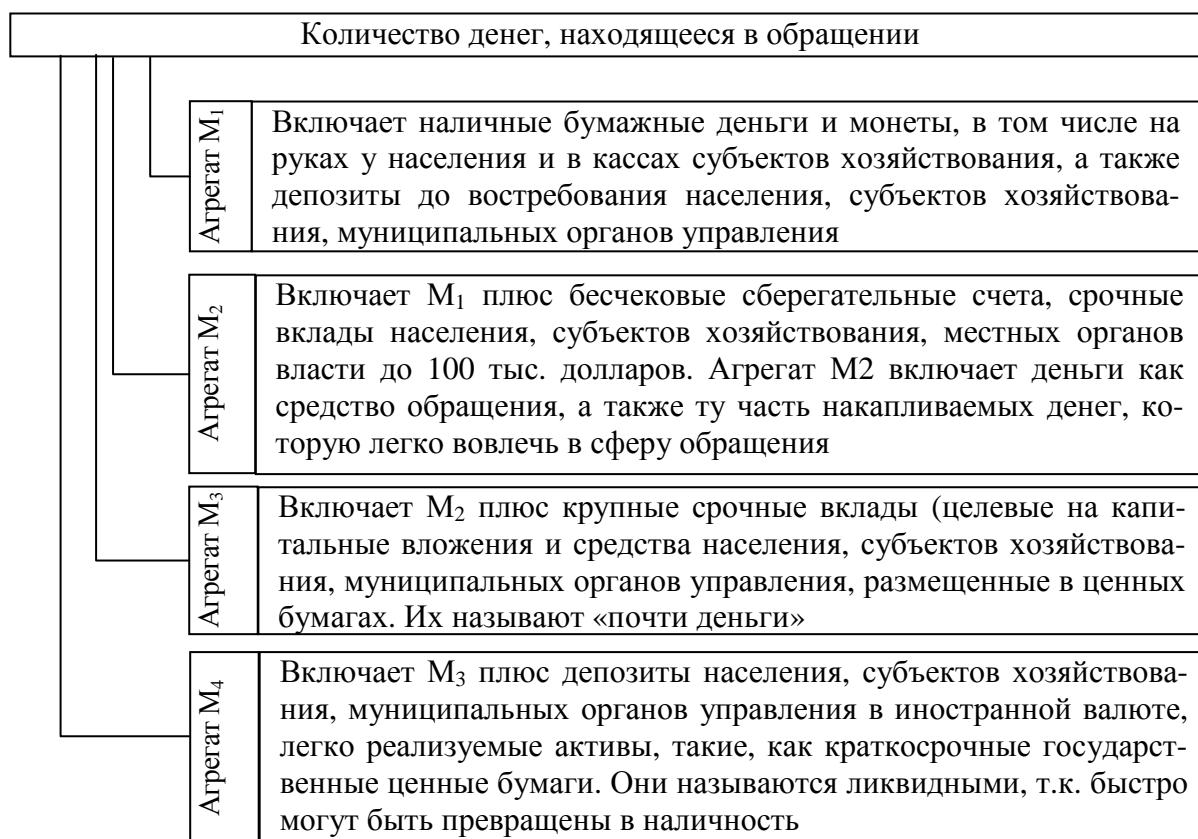 Количество денег, находящееся в обращении
Агрегат М₁
Включает наличные бумажные деньги и монеты, в том числе на
руках у населения и в кассах субъектов хозяйствования, а также
депозиты до востребования населения, субъектов хозяйствова-
ния, муниципальных органов управления
Агрегат М₂
Включает М₁ плюс бесчековые сберегательные счета, срочные
вклады населения, субъектов хозяйствования, местных органов
власти до 100 тыс. долларов. Агрегат М2 включает деньги как
средство обращения, а также ту часть накапливаемых денег, ко-
торую легко вовлечь в сферу обращения
Агрегат М₃
Включает М₂ плюс крупные срочные вклады (целевые на капи-
тальные вложения и средства населения, субъектов хозяйствова-
ния, муниципальных органов управления, размещенные в ценных
бумагах. Их называют «почти деньги»
Агрегат М₄
Включает М₃ плюс депозиты населения, субъектов хозяйствова-
ния, муниципальных органов управления в иностранной валюте,
легко реализуемые активы, такие, как краткосрочные государст-
венные ценные бумаги. Они называются ликвидными, т.к. быстро
могут быть превращены в наличность